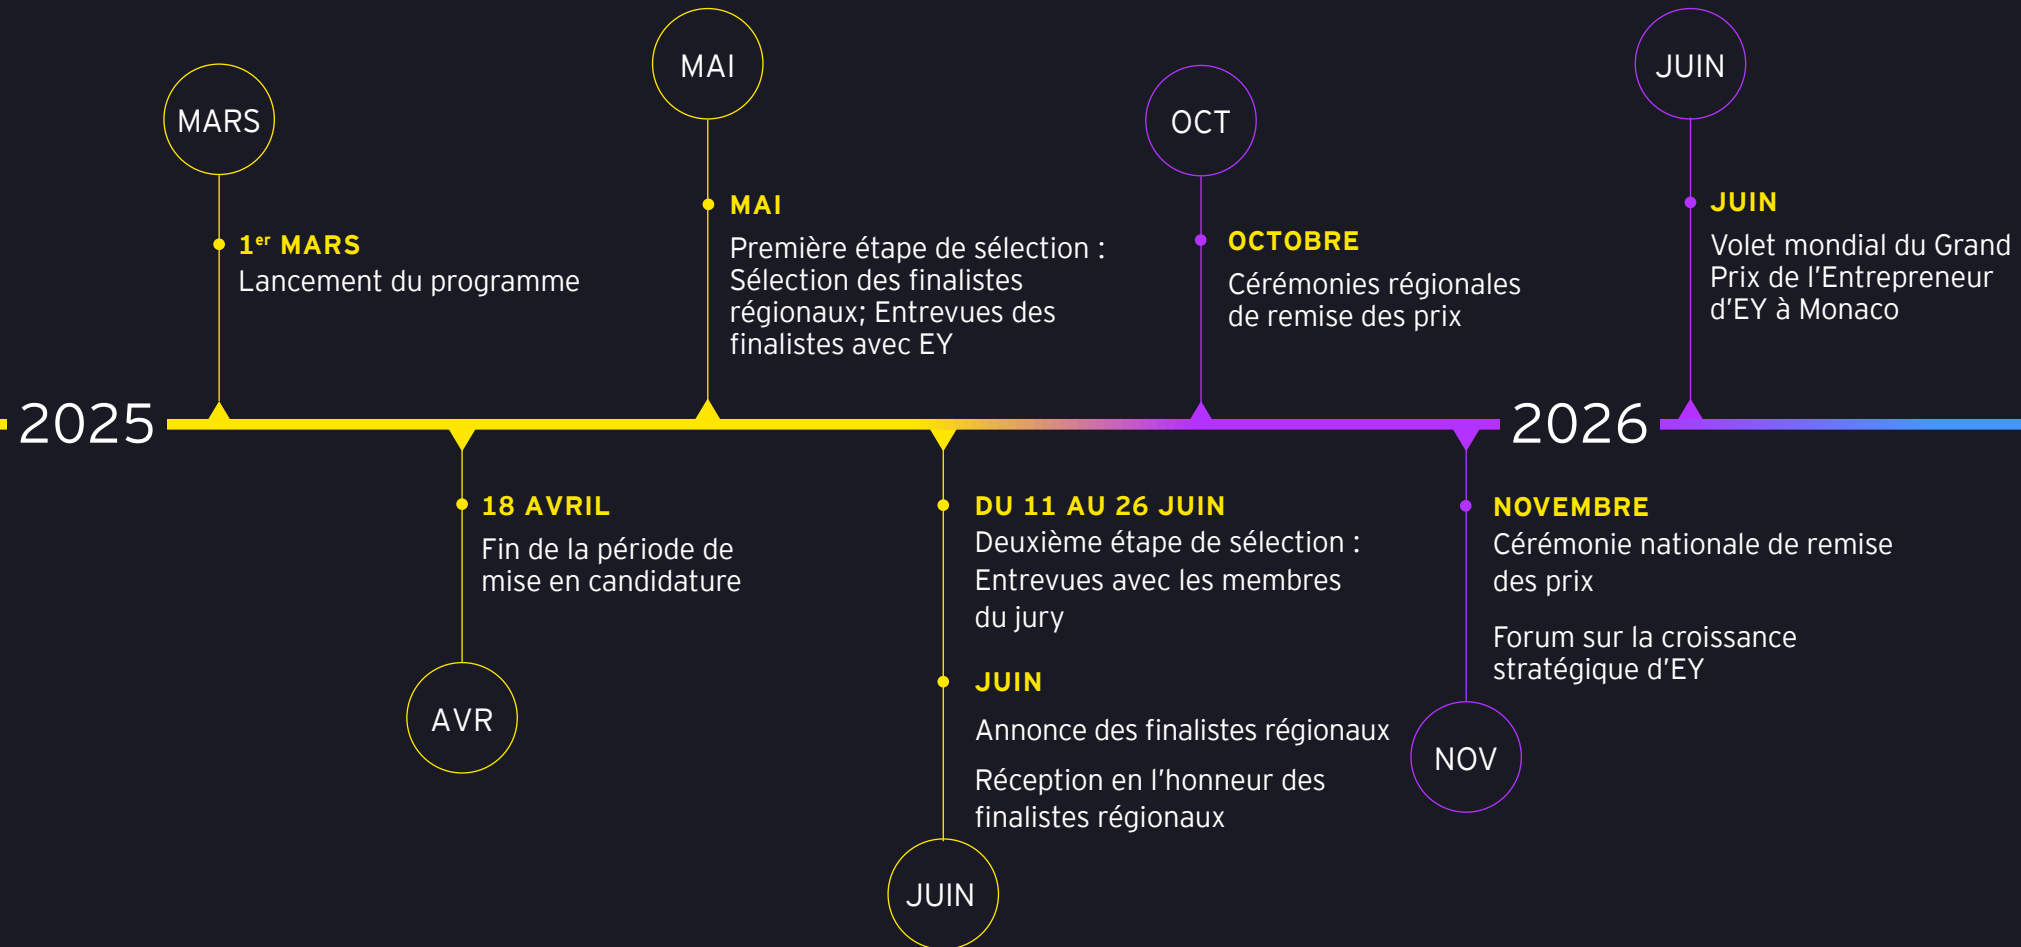 MARS
1er MARS
Lancement du programme
MAI
MAI
Première étape de sélection :
Sélection des finalistes
régionaux; Entrevues des
finalistes avec EY
OCT
OCTOBRE
Cérémonies régionales
de remise des prix
JUIN
JUIN
Volet mondial du Grand
Prix de l’Entrepreneur
d’EY à Monaco
2025
2026
18 AVRIL
Fin de la période de
mise en candidature
AVR
DU 11 AU 26 JUIN
Deuxième étape de sélection :
Entrevues avec les membres
du jury
JUIN
Annonce des finalistes régionaux
Réception en l’honneur des
finalistes régionaux
JUIN
NOVEMBRE
Cérémonie nationale de remise
des prix
Forum sur la croissance
stratégique d’EY
NOV